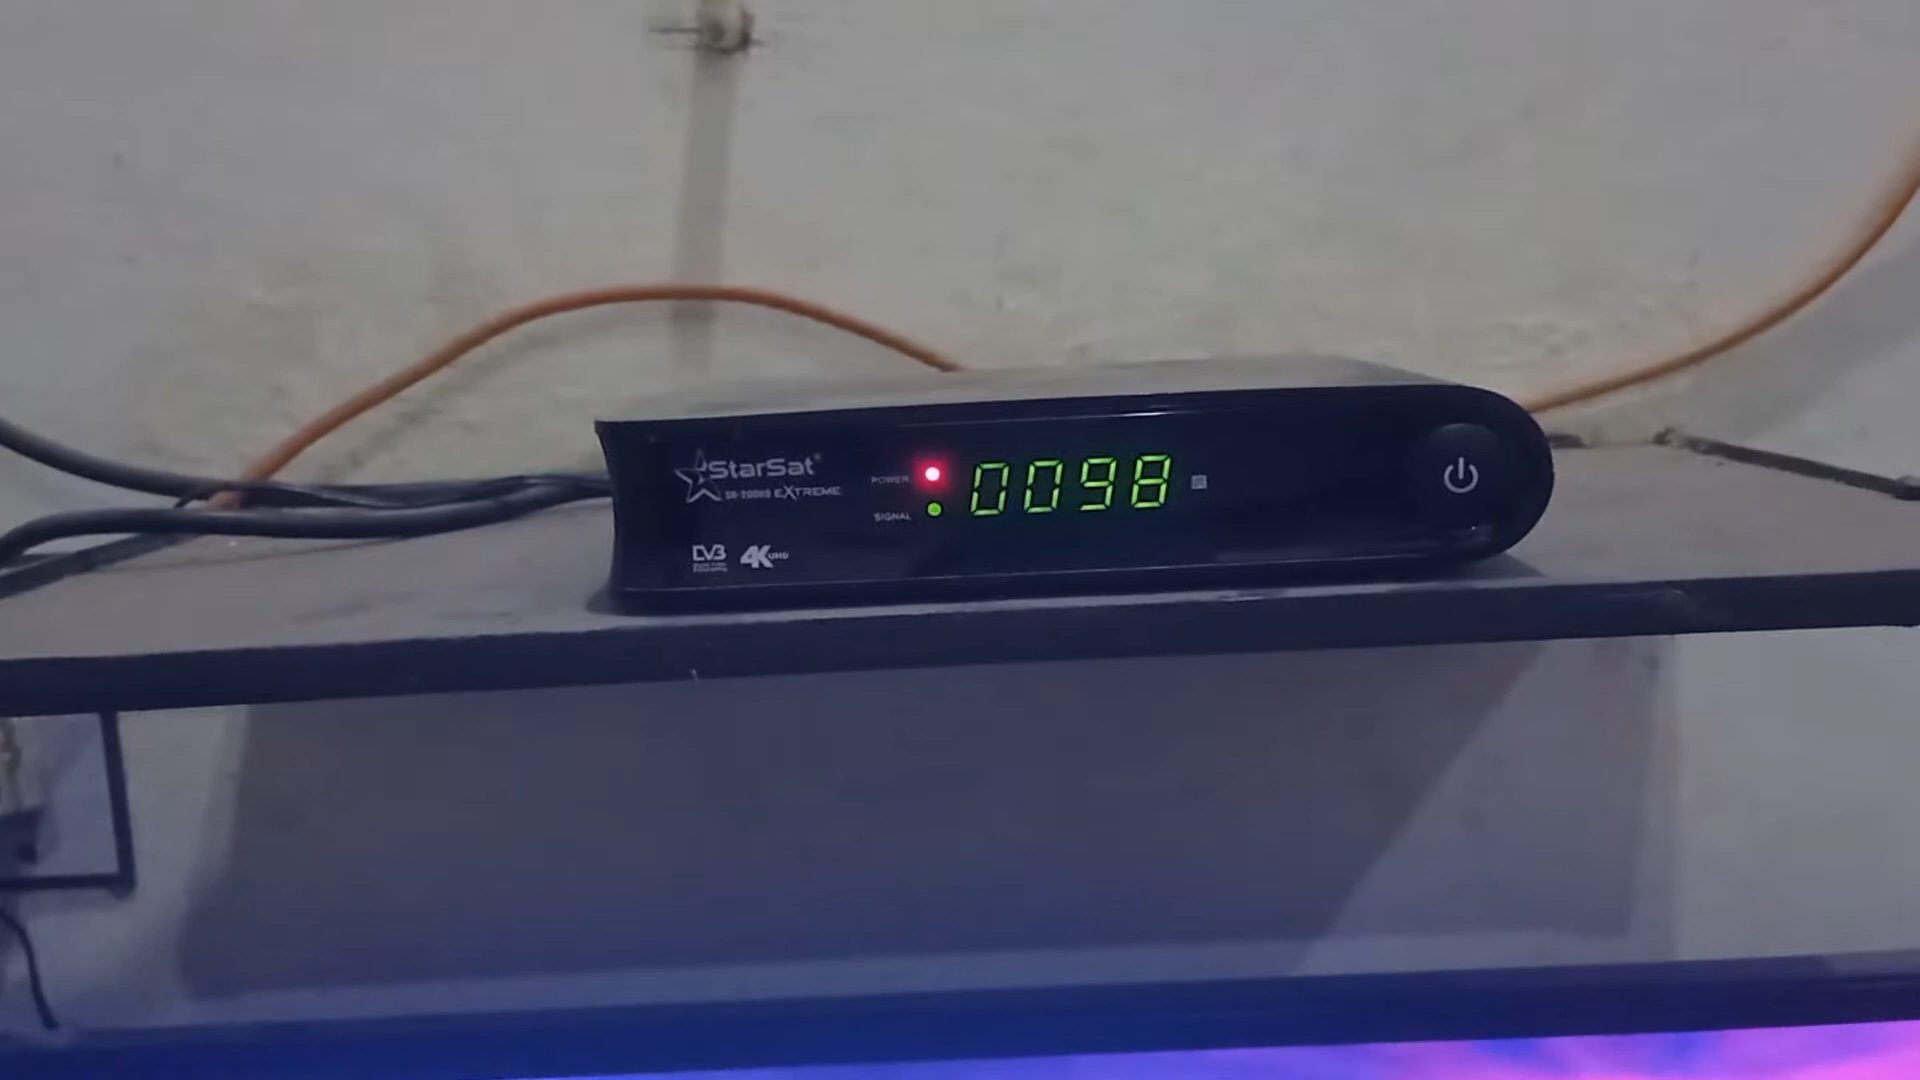 StarSat
SR-2000HD EXTREME
POWER
SIGNAL
0098
DVB
4K UHD